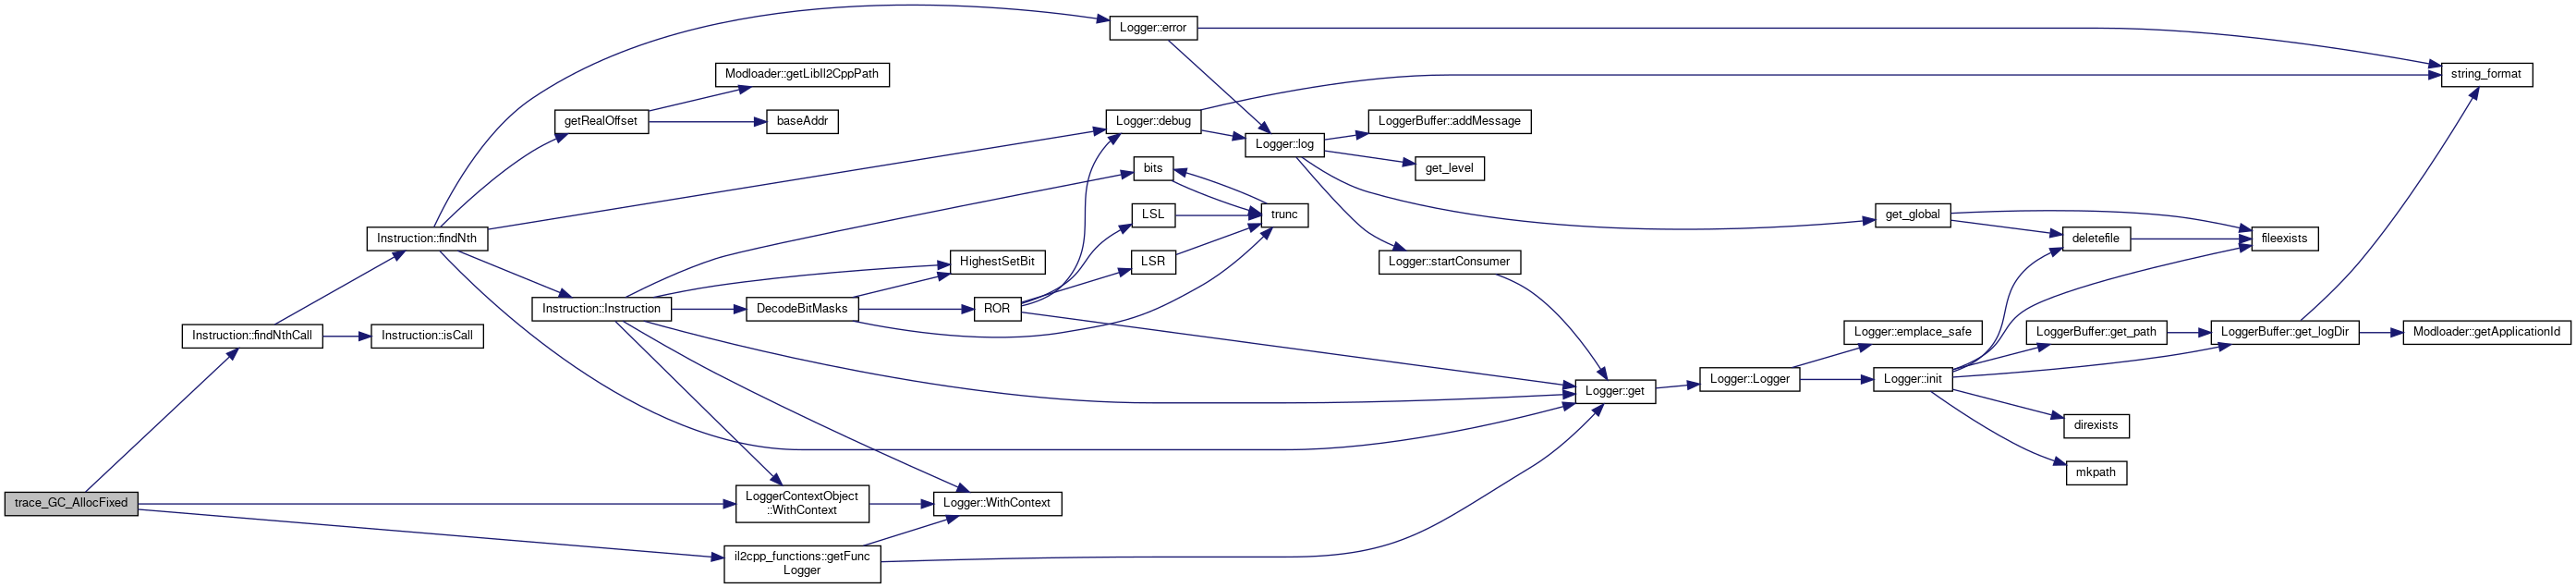 trace_GC_AllocFixed
Instruction::findNthCall
Instruction::isCall
Instruction::findNth
Logger::error
Modloader::getLibIl2CppPath
getRealOffset
baseAddr
Logger::debug
Logger::log
LoggerBuffer::addMessage
get_level
bits
trunc
LSL
LSR
HighestSetBit
Instruction::Instruction
DecodeBitMasks
ROR
Logger::startConsumer
get_global
deletefile
fileexists
string_format
Logger::get
Logger::Logger
Logger::emplace_safe
Logger::init
LoggerBuffer::get_path
LoggerBuffer::get_logDir
Modloader::getApplicationId
direxists
mkpath
LoggerContextObject
::WithContext
Logger::WithContext
il2cpp_functions::getFunc
Logger